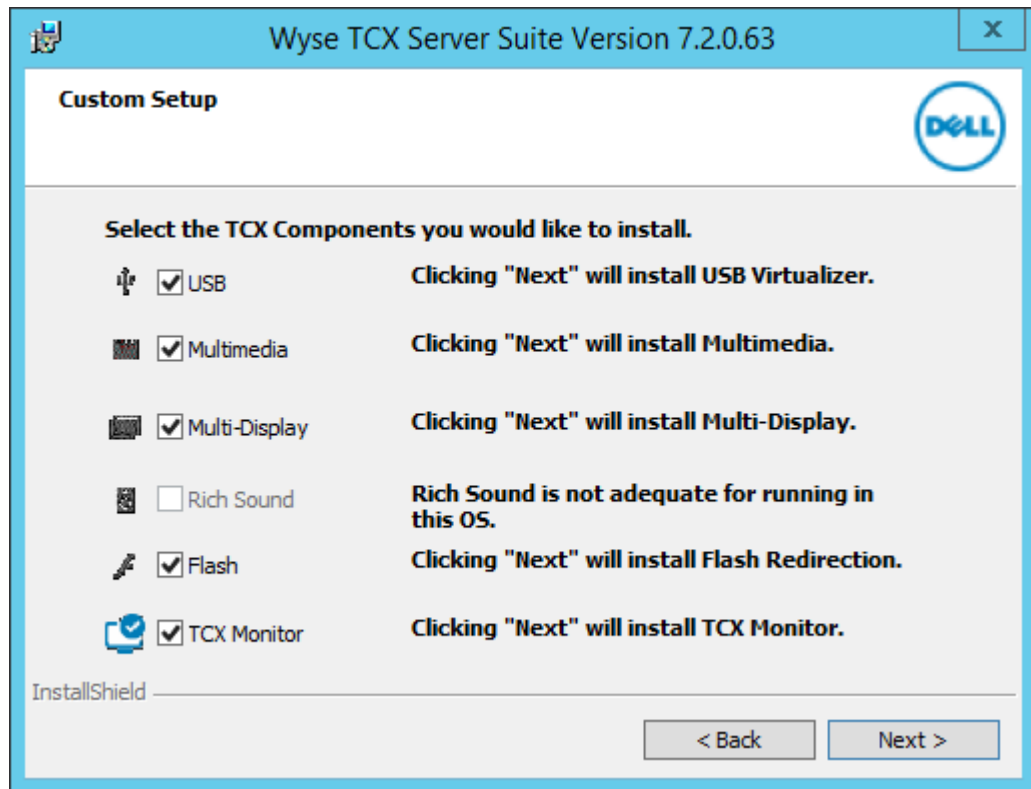 Wyse TCX Server Suite Version 7.2.0.63
x
Custom Setup
DELL
Select the TCX Components you would like to install.
USB
Clicking "Next" will install USB Virtualizer.
Multimedia
Clicking "Next" will install Multimedia.
Multi-Display
Clicking "Next" will install Multi-Display.
Rich Sound
Rich Sound is not adequate for running in
this OS.
Flash
Clicking "Next" will install Flash Redirection.
TCX Monitor
Clicking "Next" will install TCX Monitor.
InstallShield
< Back
Next >